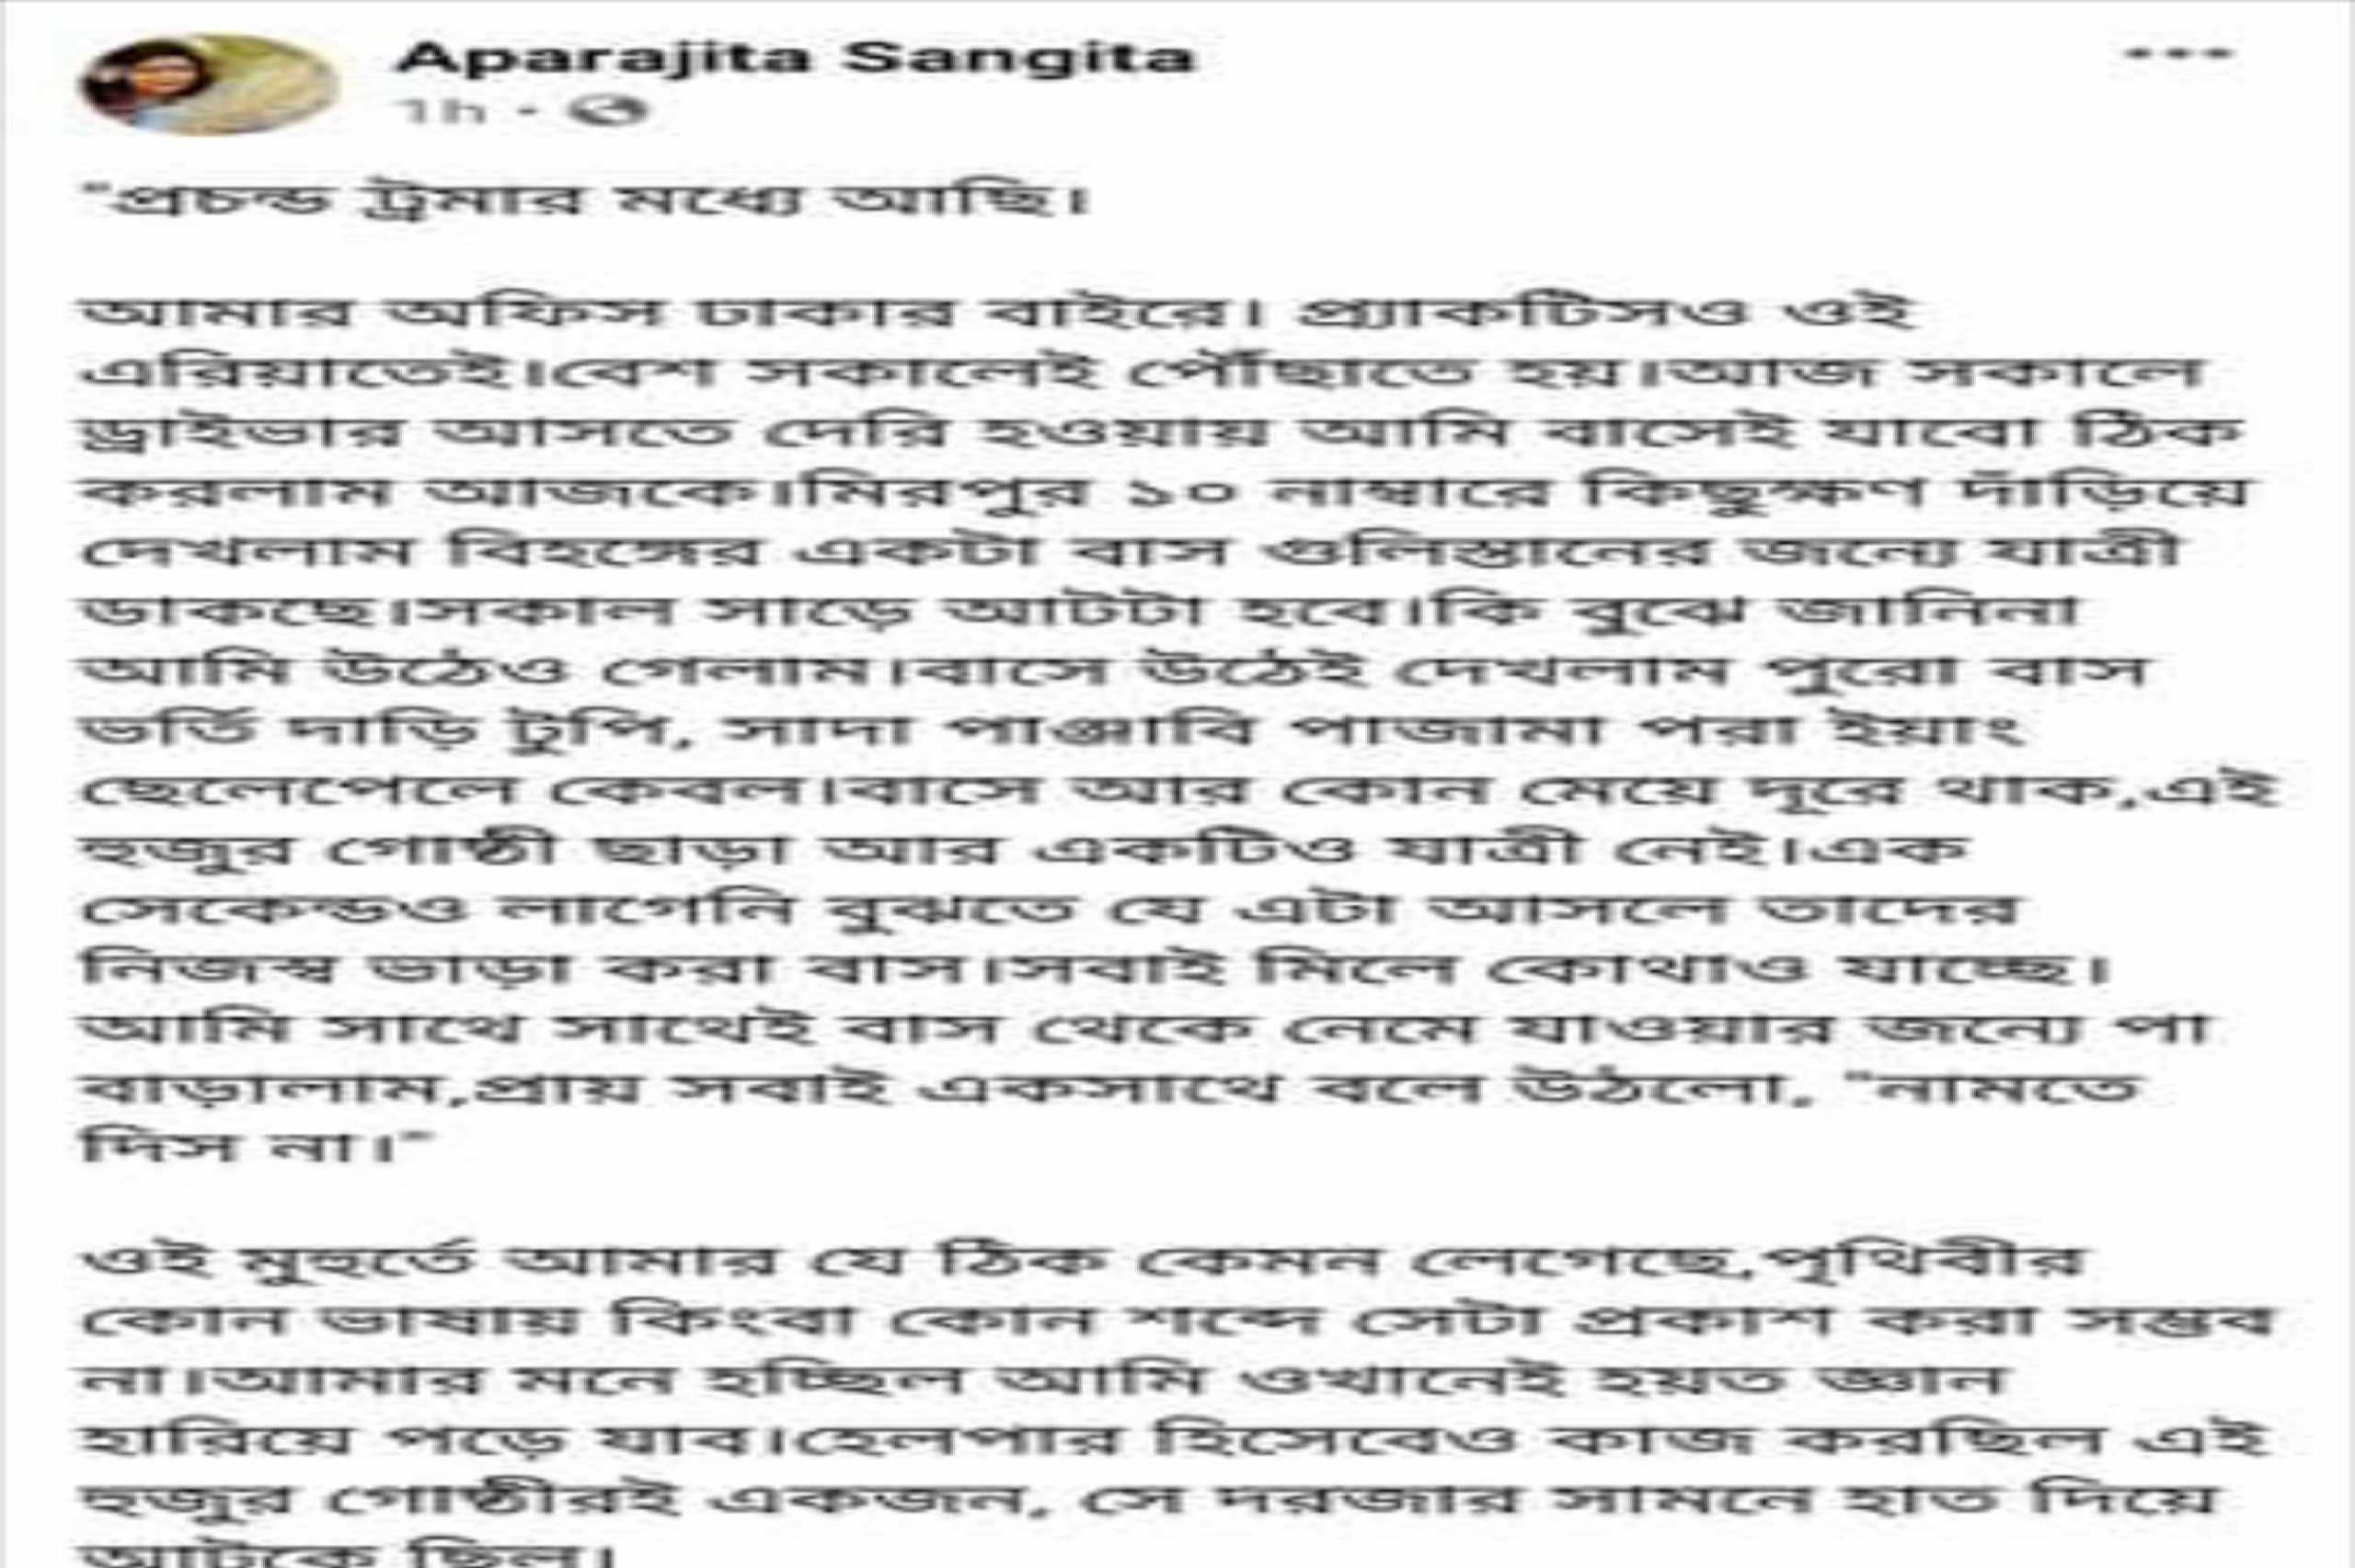 Aparajita Sangita
1h ·
"প্রচন্ড ট্রমার মধ্যে আছি।
আমার অফিস ঢাকার বাইরে। প্র্যাকটিসও ওই
এরিয়াতেই।বেশ সকালেই পৌঁছাতে হয়।আজ সকালে
ড্রাইভার আসতে দেরি হওয়ায় আমি বাসেই যাবো ঠিক
করলাম আজকে।মিরপুর ১০ নাম্বারে কিছুক্ষণ দাঁড়িয়ে
দেখলাম বিহঙ্গের একটা বাস গুলিস্তানের জন্যে যাত্রী
ডাকছে।সকাল সাড়ে আটটা হবে।কি বুঝে জানিনা
আমি উঠেও গেলাম।বাসে উঠেই দেখলাম পুরো বাস
ভর্তি দাড়ি টুপি, সাদা পাঞ্জাবি পাজামা পরা ইয়াং
ছেলেপেলে কেবল।বাসে আর কোন মেয়ে দূরে থাক,এই
হুজুর গোষ্ঠী ছাড়া আর একটিও যাত্রী নেই।এক
সেকেন্ডও লাগেনি বুঝতে যে এটা আসলে তাদের
নিজস্ব ভাড়া করা বাস।সবাই মিলে কোথাও যাচ্ছে।
আমি সাথে সাথেই বাস থেকে নেমে যাওয়ার জন্যে পা
বাড়ালাম,প্রায় সবাই একসাথে বলে উঠলো, "নামতে
দিস না।"
ওই মুহুর্তে আমার যে ঠিক কেমন লেগেছে,পৃথিবীর
কোন ভাষায় কিংবা কোন শব্দে সেটা প্রকাশ করা সম্ভব
না।আমার মনে হচ্ছিল আমি ওখানেই হয়ত জ্ঞান
হারিয়ে পড়ে যাব।হেলপার হিসেবেও কাজ করছিল এই
হুজুর গোষ্ঠীরই একজন, সে দরজার সামনে হাত দিয়ে
আটকে ছিল।